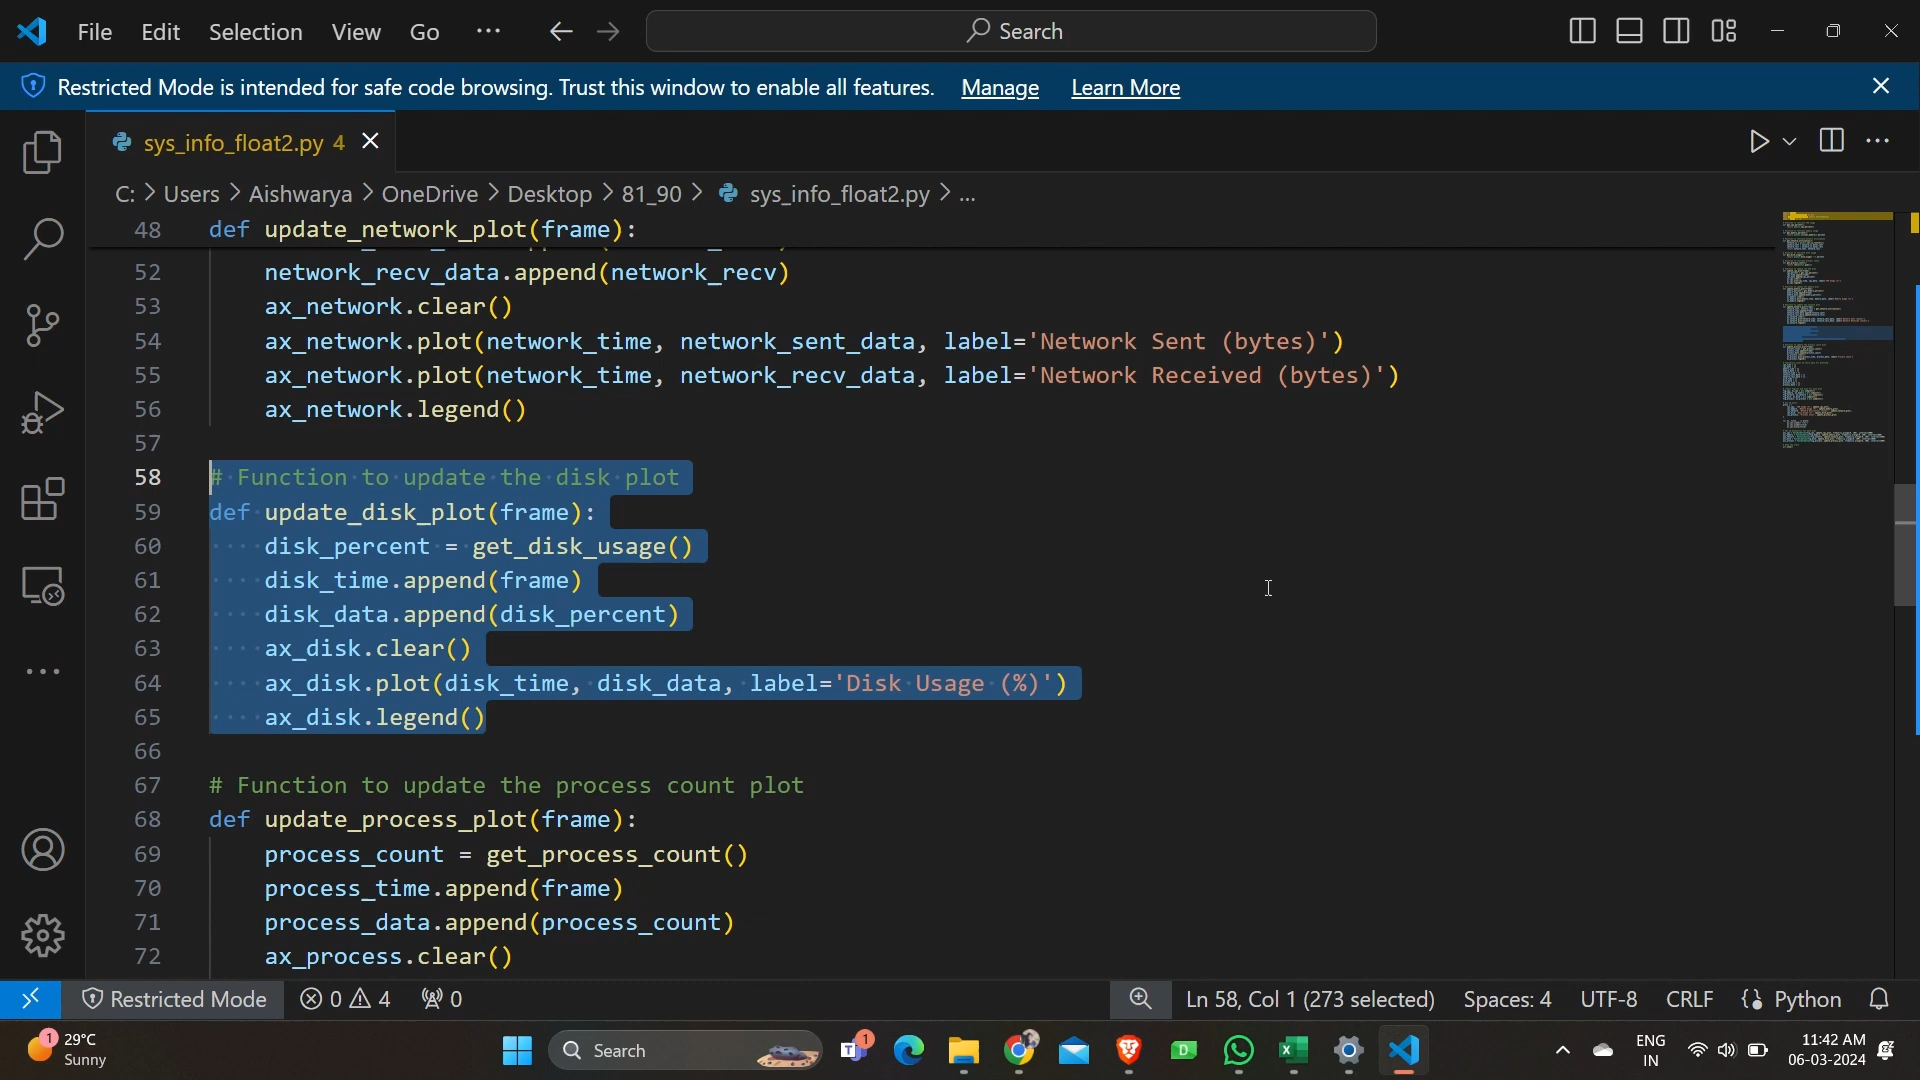 File Edit Selection View Go ··· Search
Restricted Mode is intended for safe code browsing. Trust this window to enable all features. Manage Learn More
sys_info_float2.py 4
C: > Users > Aishwarya > OneDrive > Desktop > 81_90 > sys_info_float2.py > ...
48 def update_network_plot(frame):
52 network_recv_data.append(network_recv)
53 ax_network.clear()
54 ax_network.plot(network_time, network_sent_data, label='Network Sent (bytes)')
55 ax_network.plot(network_time, network_recv_data, label='Network Received (bytes)')
56 ax_network.legend()
57
58 # Function to update the disk plot
59 def update_disk_plot(frame):
60 disk_percent = get_disk_usage()
61 disk_time.append(frame)
62 disk_data.append(disk_percent)
63 ax_disk.clear()
64 ax_disk.plot(disk_time, disk_data, label='Disk Usage (%)')
65 ax_disk.legend()
66
67 # Function to update the process count plot
68 def update_process_plot(frame):
69 process_count = get_process_count()
70 process_time.append(frame)
71 process_data.append(process_count)
72 ax_process.clear()
Restricted Mode 0 4 0 Ln 58, Col 1 (273 selected) Spaces: 4 UTF-8 CRLF Python
1 29°C
Sunny
Search
1
D
ENG
IN
11:42 AM
06-03-2024